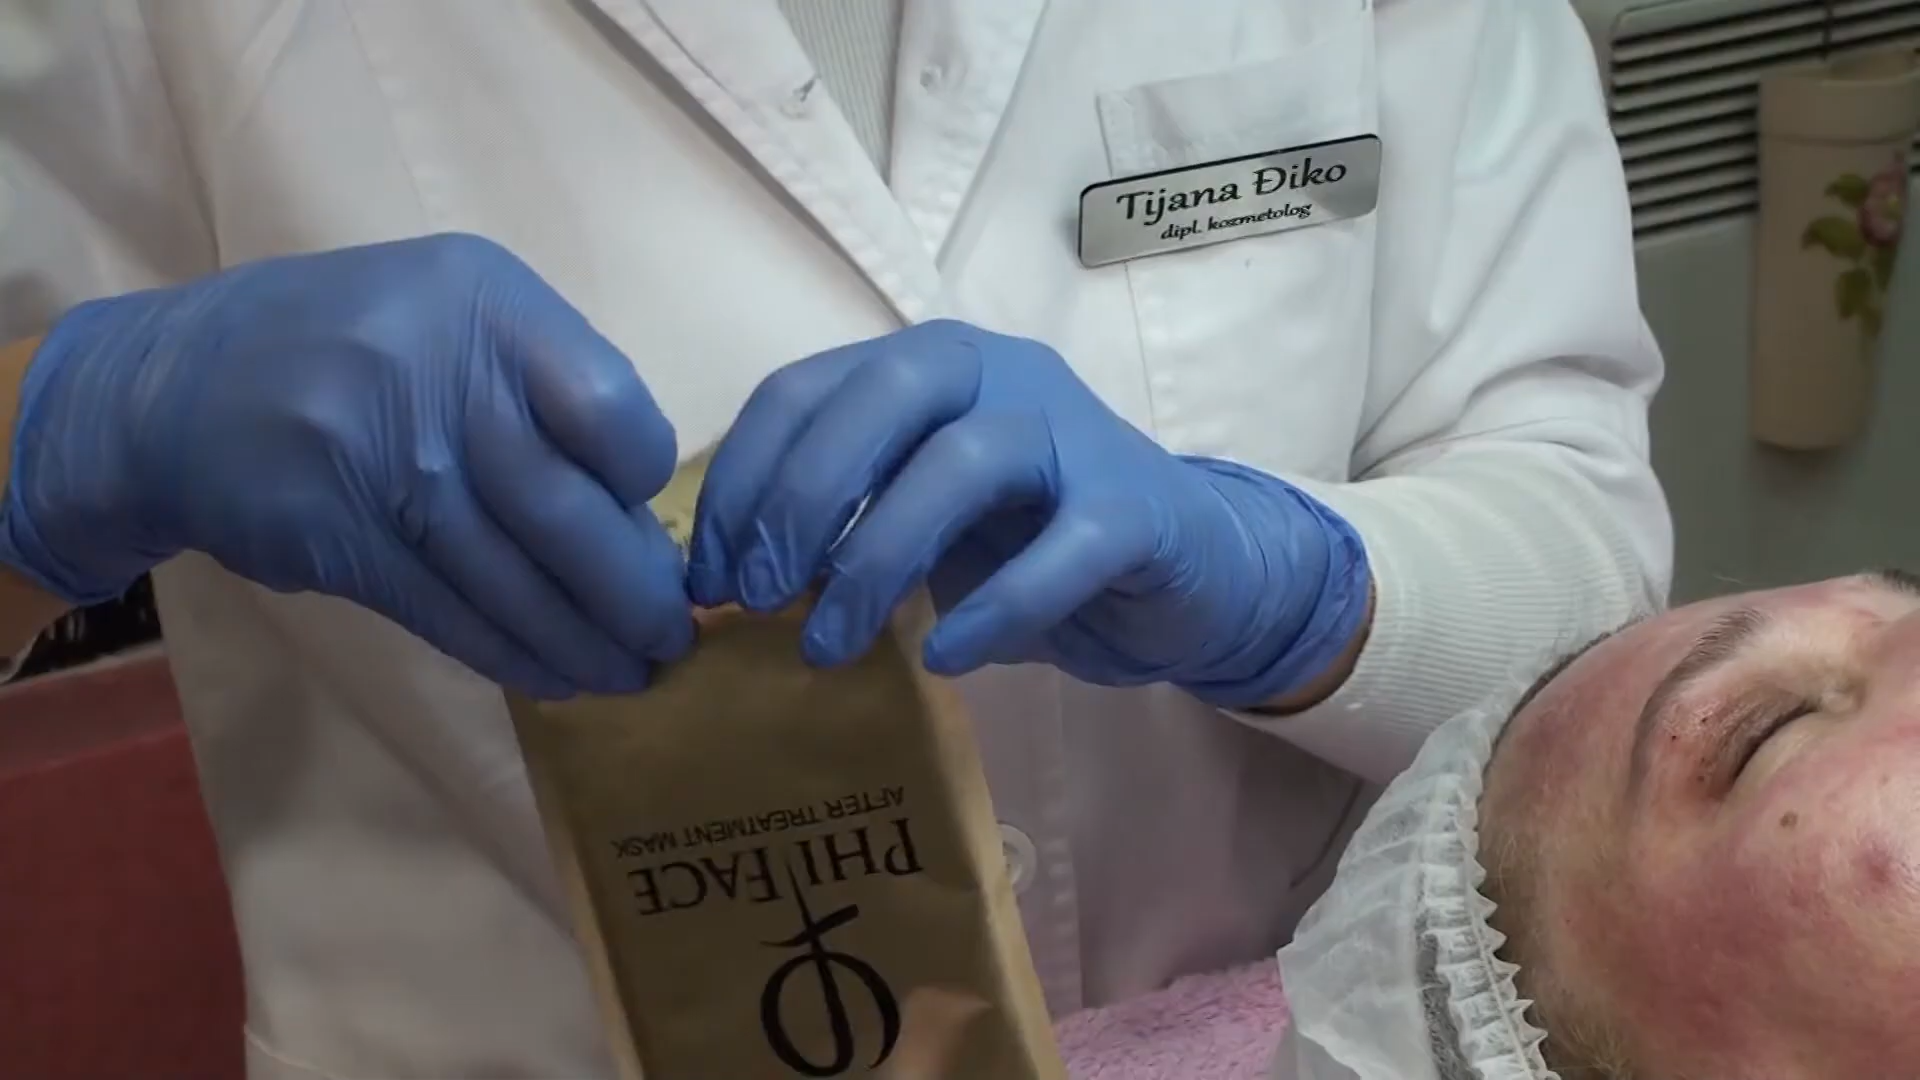 Tijana Điko
dipl. kozmetolog
PHI FACE
AFTER TREATMENT MASK